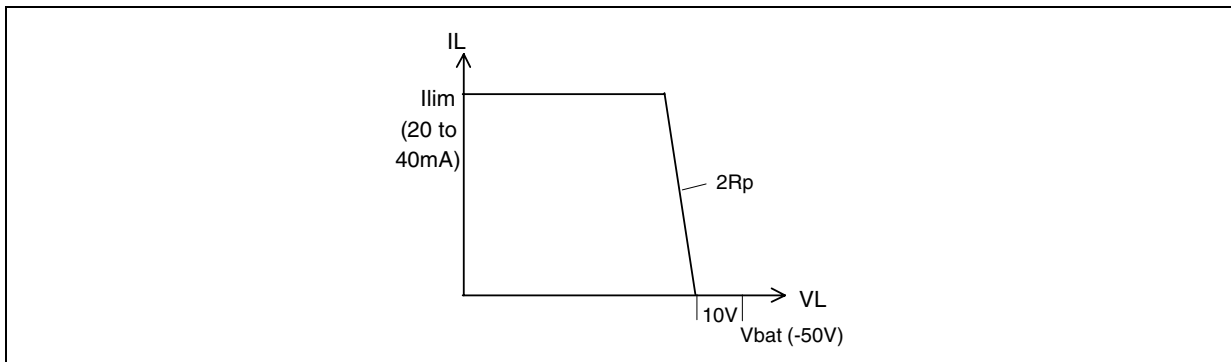 IL
Ilim
(20 to
40mA)
2Rp
VL
10V
Vbat (-50V)